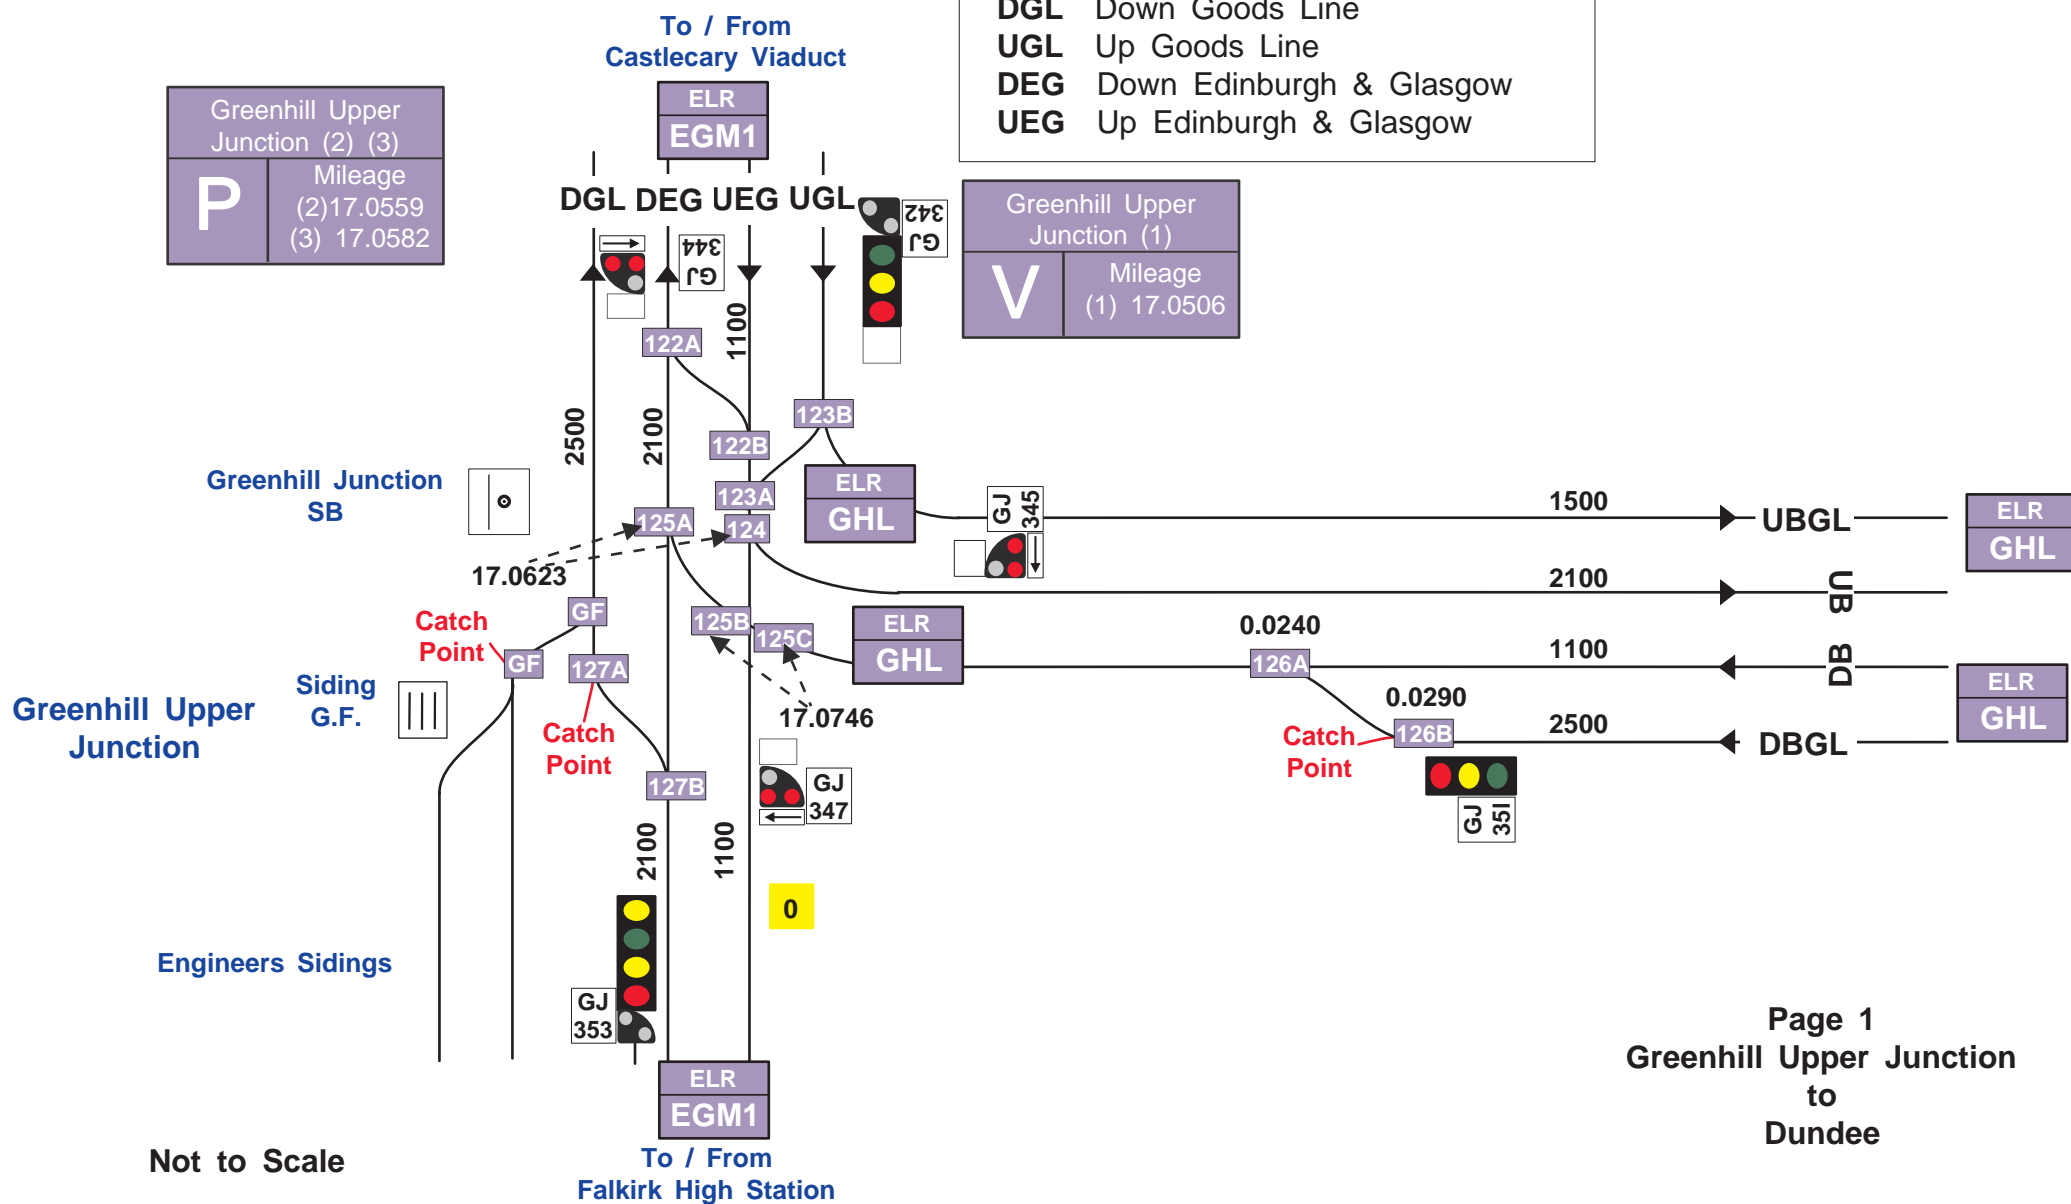 DGL Down Goods Line
UGL Up Goods Line
DEG Down Edinburgh & Glasgow
UEG Up Edinburgh & Glasgow
To / From
Castlecary Viaduct
ELR
EGM1
Greenhill Upper
Junction (2) (3)
P
Mileage
(2)17.0559
(3) 17.0582
DGL DEG UEG UGL
GJ
342
GJ
344
Greenhill Upper
Junction (1)
V
Mileage
(1) 17.0506
1100
122A
2500
2100
123B
122B
Greenhill Junction
SB
123A
ELR
GHL
GJ
345
1500
UBGL
ELR
GHL
125A
124
17.0623
2100
UB
GF
Catch
Point
125B
125C
ELR
GHL
0.0240
1100
DB
GF
127A
126A
ELR
GHL
Siding
G.F.
Greenhill Upper
Junction
Catch
Point
17.0746
0.0290
Catch
Point
126B
2500
DBGL
127B
GJ
347
GJ
35I
2100
1100
0
Engineers Sidings
GJ
353
ELR
EGM1
Page 1
Greenhill Upper Junction
to
Dundee
Not to Scale
To / From
Falkirk High Station